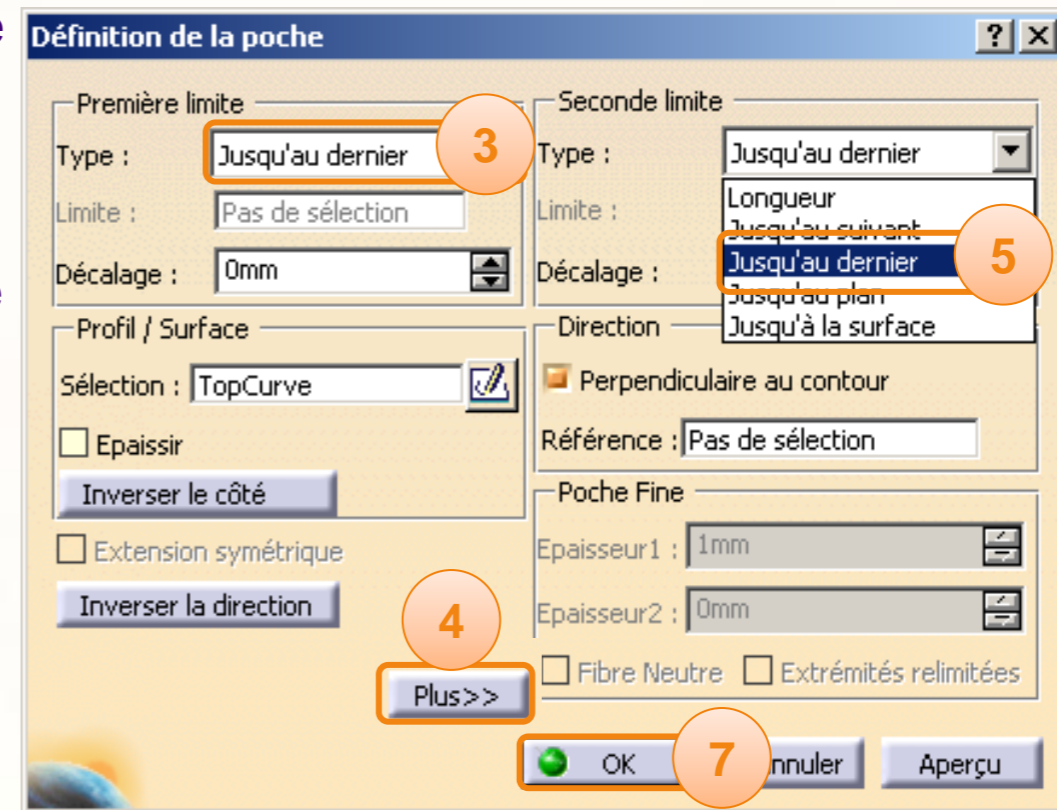 e
e
Définition de la poche
Première limite
Type :
Jusqu'au dernier
3
Limite :
Pas de sélection
Décalage :
0mm
Profil / Surface
Sélection :
TopCurve
Epaissir
Inverser le côté
Extension symétrique
Inverser la direction
4
Plus>>
Seconde limite
Type :
Jusqu'au dernier
Limite :
Décalage :
Longueur
Jusqu'au suivant
Jusqu'au dernier
5
Jusqu'au plan
Jusqu'à la surface
Direction
Perpendiculaire au contour
Référence :
Pas de sélection
Poche Fine
Epaisseur1 :
1mm
Epaisseur2 :
0mm
Fibre Neutre
Extrémités relimitées
OK
7
nnuler
Aperçu